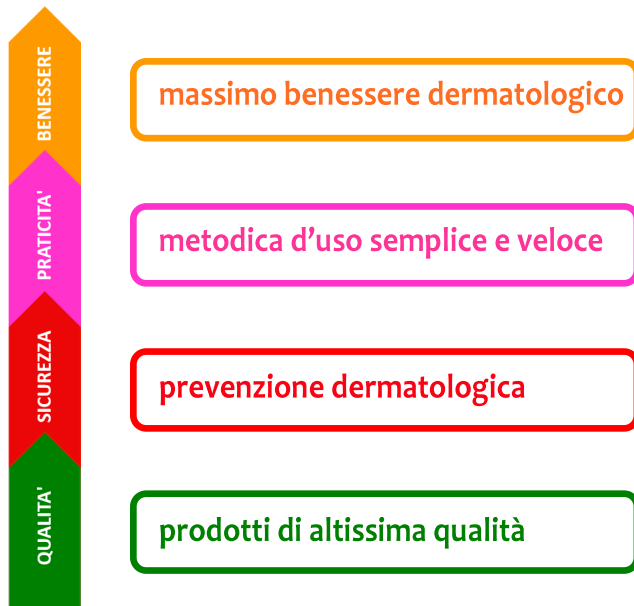 BENESSERE
massimo benessere dermatologico
PRATICITA'
metodica d’uso semplice e veloce
SICUREZZA
prevenzione dermatologica
QUALITA'
prodotti di altissima qualità